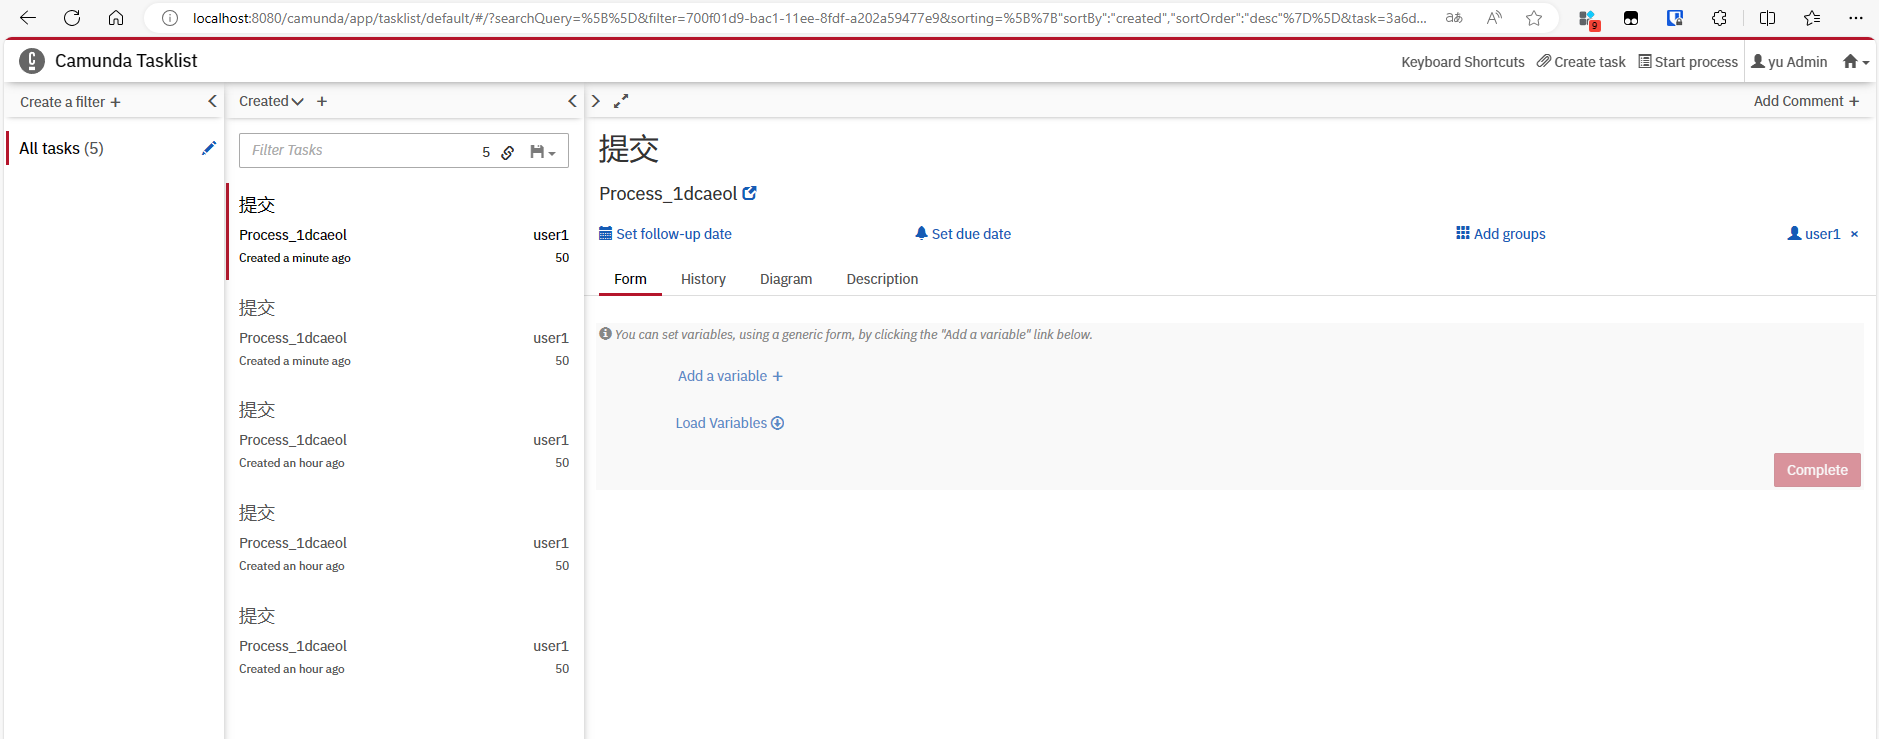 localhost:8080/camunda/app/tasklist/default/#/?searchQuery=%5B%5D&filter=700f01d9-bac1-11ee-8fdf-a202a59477e9&sorting=%5B%7B"sortBy":"created","sortOrder":"desc"%7D%5D&task=3a6d...
9
Camunda Tasklist
Keyboard Shortcuts
Create task
Start process
yu Admin
Create a filter +
Created
+
Add Comment +
All tasks (5)
Filter Tasks
5
提交
Process_1dcaeol
user1
Created a minute ago
50
提交
Process_1dcaeol
user1
Created a minute ago
50
提交
Process_1dcaeol
user1
Created an hour ago
50
提交
Process_1dcaeol
user1
Created an hour ago
50
提交
Process_1dcaeol
user1
Created an hour ago
50
提交
Process_1dcaeol
Set follow-up date
Set due date
Add groups
user1 ×
Form
History
Diagram
Description
You can set variables, using a generic form, by clicking the "Add a variable" link below.
Add a variable +
Load Variables
Complete